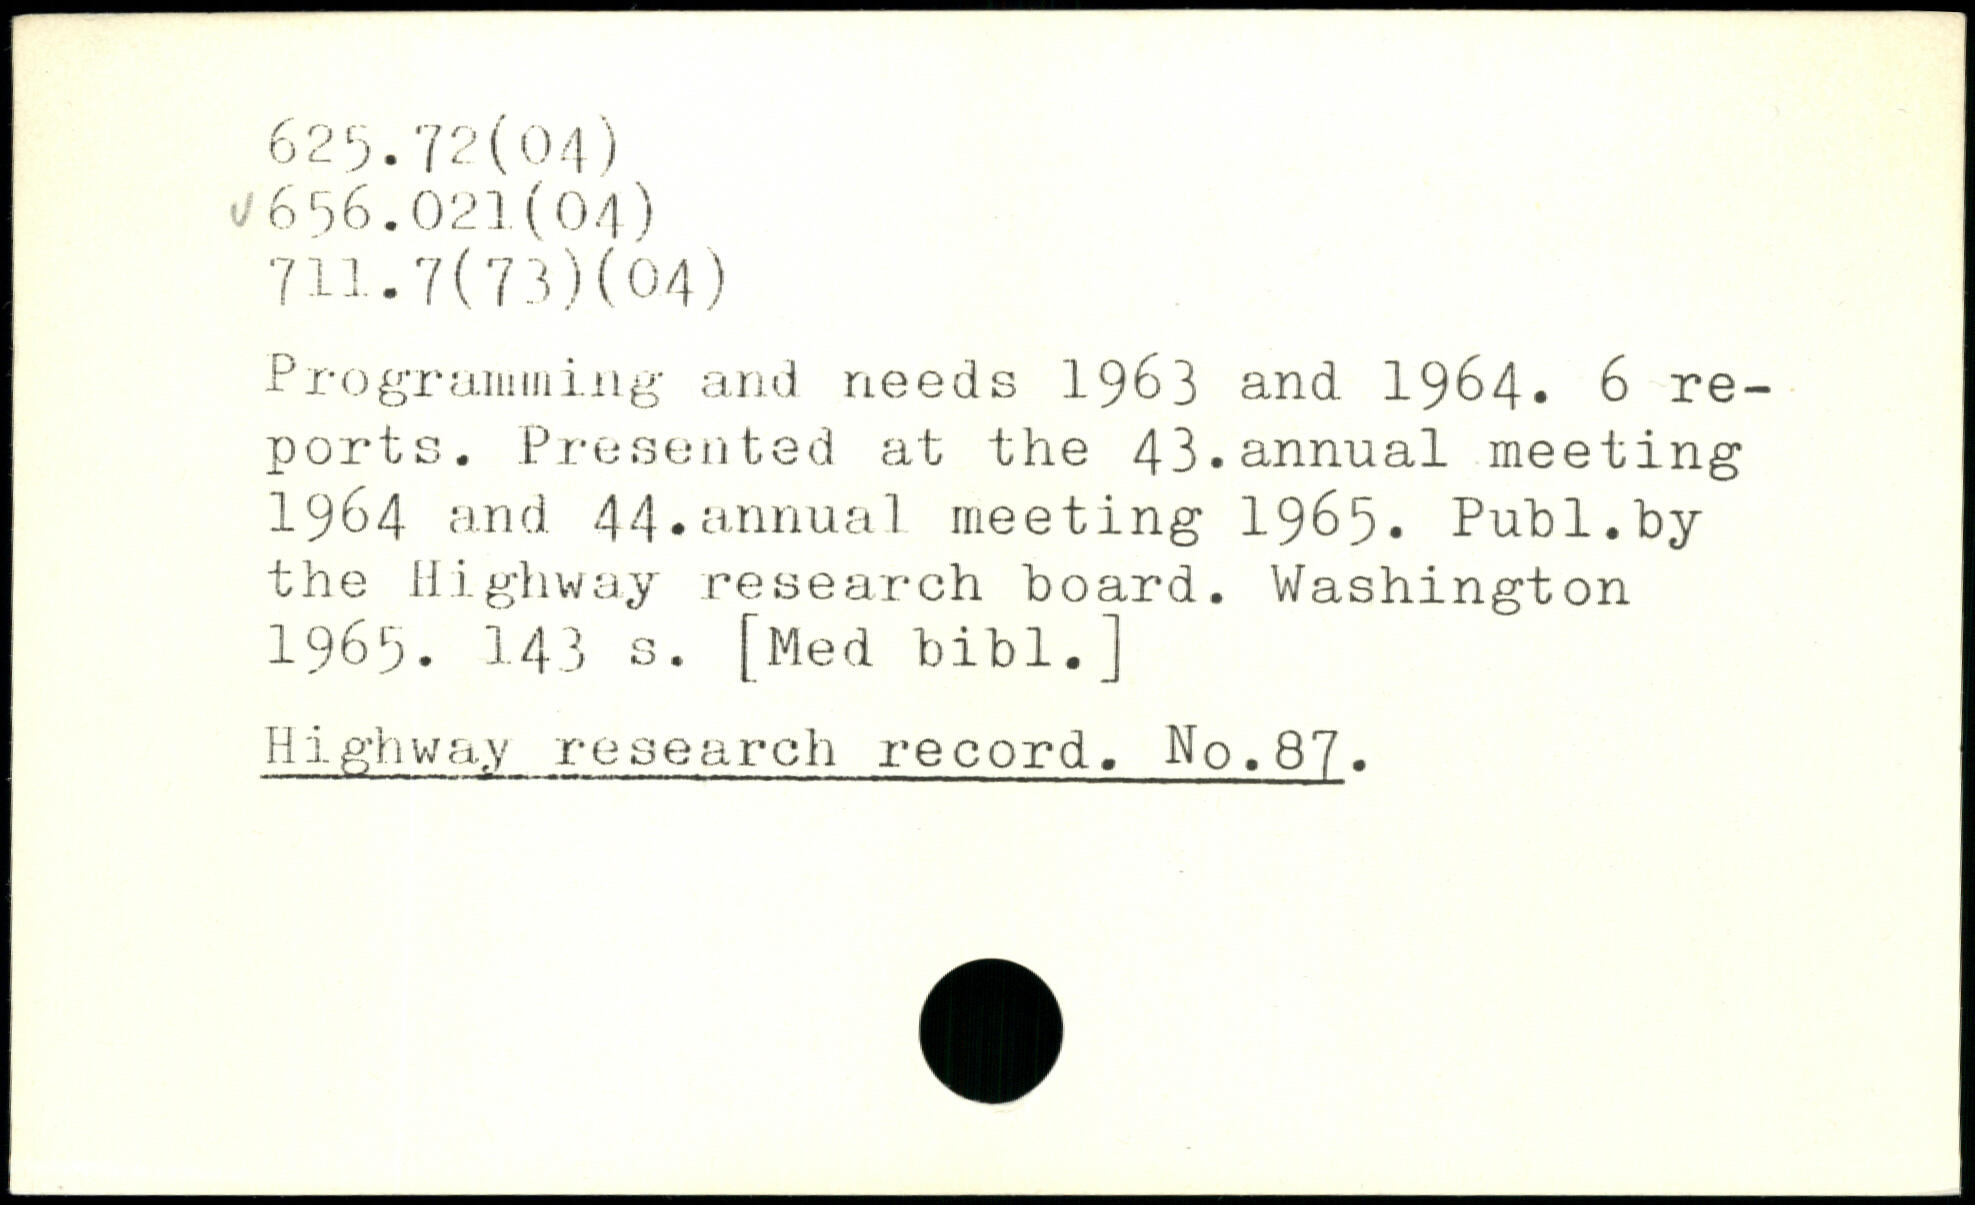 625.72(04)
656.021(04)
711.7(73)(04)
Programming and needs 1963 and 1964. 6 re-
ports. Presented at the 43.annual meeting
1964 and 44.annual meeting 1965. Publ.by
the Highway research board. Washington
1965. 143 s. [Med bibl.]
Highway research record. No.87.